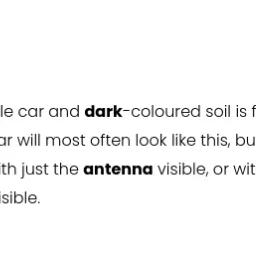 le car and dark-coloured soil is f
ar will most often look like this, bu
ith just the antenna visible, or wit
isible.